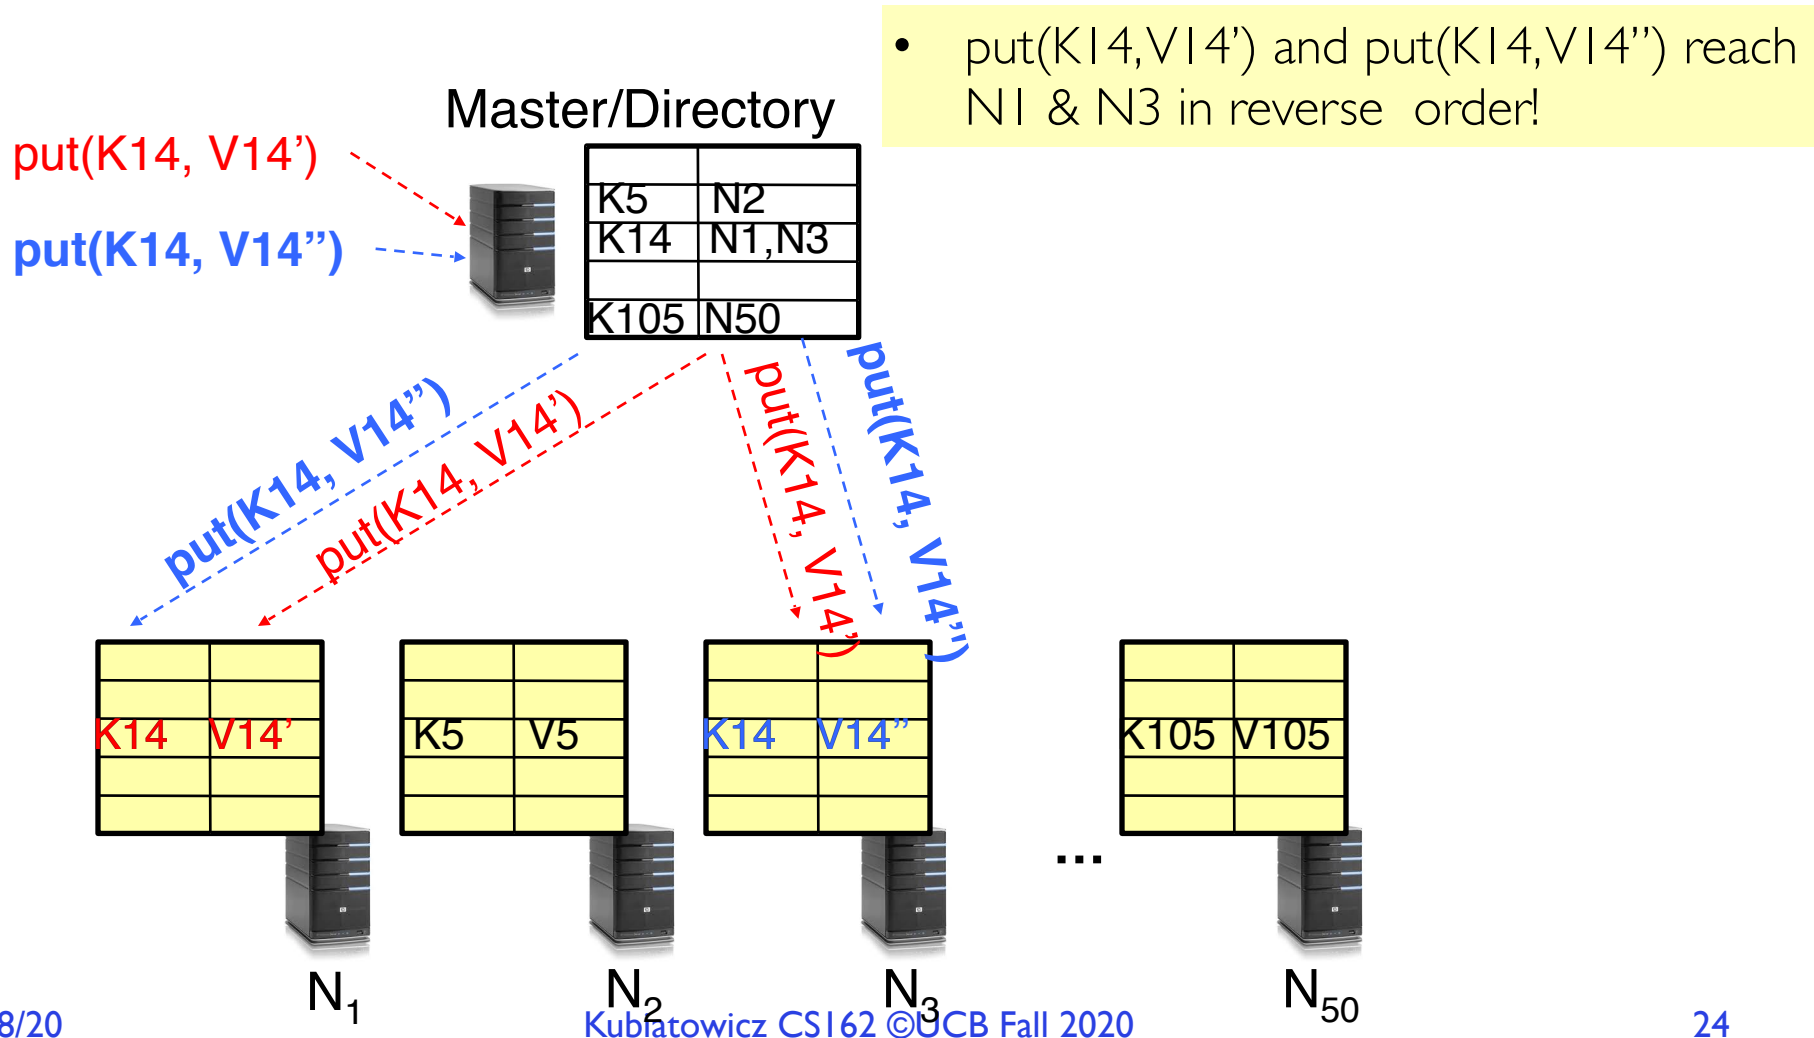 • put(K14,V14’) and put(K14,V14’’) reach
N1 & N3 in reverse order!
Master/Directory
put(K14, V14’)
put(K14, V14”)
K5 N2
K14 N1,N3
K105 N50
put(K14, V14”)
put(K14, V14’)
put(K14, V14’)
put(K14, V14")
K14 V14’
K5 V5
K14 V14”
K105 V105
...
N1
N2
N3
N50
8/20
Kubiatowicz CS162 ©UCB Fall 2020
24